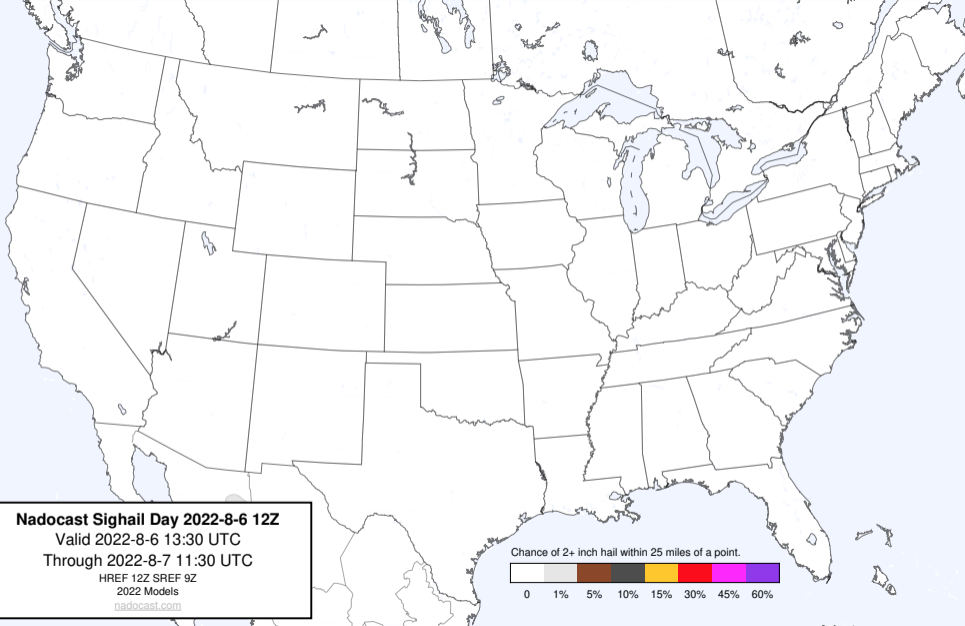 Nadocast Sighail Day 2022-8-6 12Z
Valid 2022-8-6 13:30 UTC
Through 2022-8-7 11:30 UTC
HREF 12Z SREF 9Z
2022 Models
nadocast.com
Chance of 2+ inch hail within 25 miles of a point.
0 1% 5% 10% 15% 30% 45% 60%